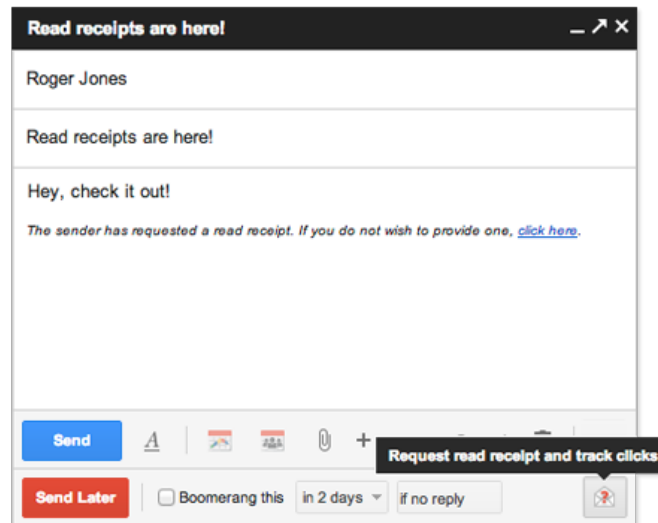 Read receipts are here!
Roger Jones
Read receipts are here!
Hey, check it out!
The sender has requested a read receipt. If you do not wish to provide one, click here.
Send A
Request read receipt and track clicks
Send Later Boomerang this in 2 days if no reply